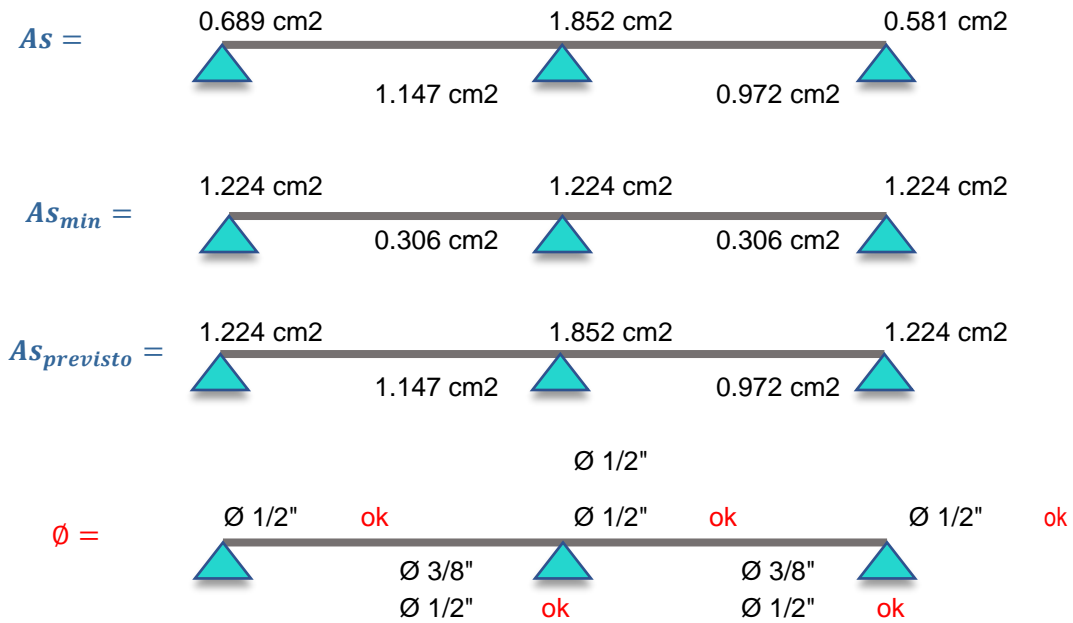 0.689 cm2 1.852 cm2 0.581 cm2
As =
1.147 cm2 0.972 cm2
1.224 cm2 1.224 cm2 1.224 cm2
As_min =
0.306 cm2 0.306 cm2
1.224 cm2 1.852 cm2 1.224 cm2
As_previsto =
1.147 cm2 0.972 cm2
Ø 1/2"
Ø 1/2" ok Ø 1/2" ok Ø 1/2" ok
∅ =
Ø 3/8" Ø 3/8"
Ø 1/2" ok Ø 1/2" ok